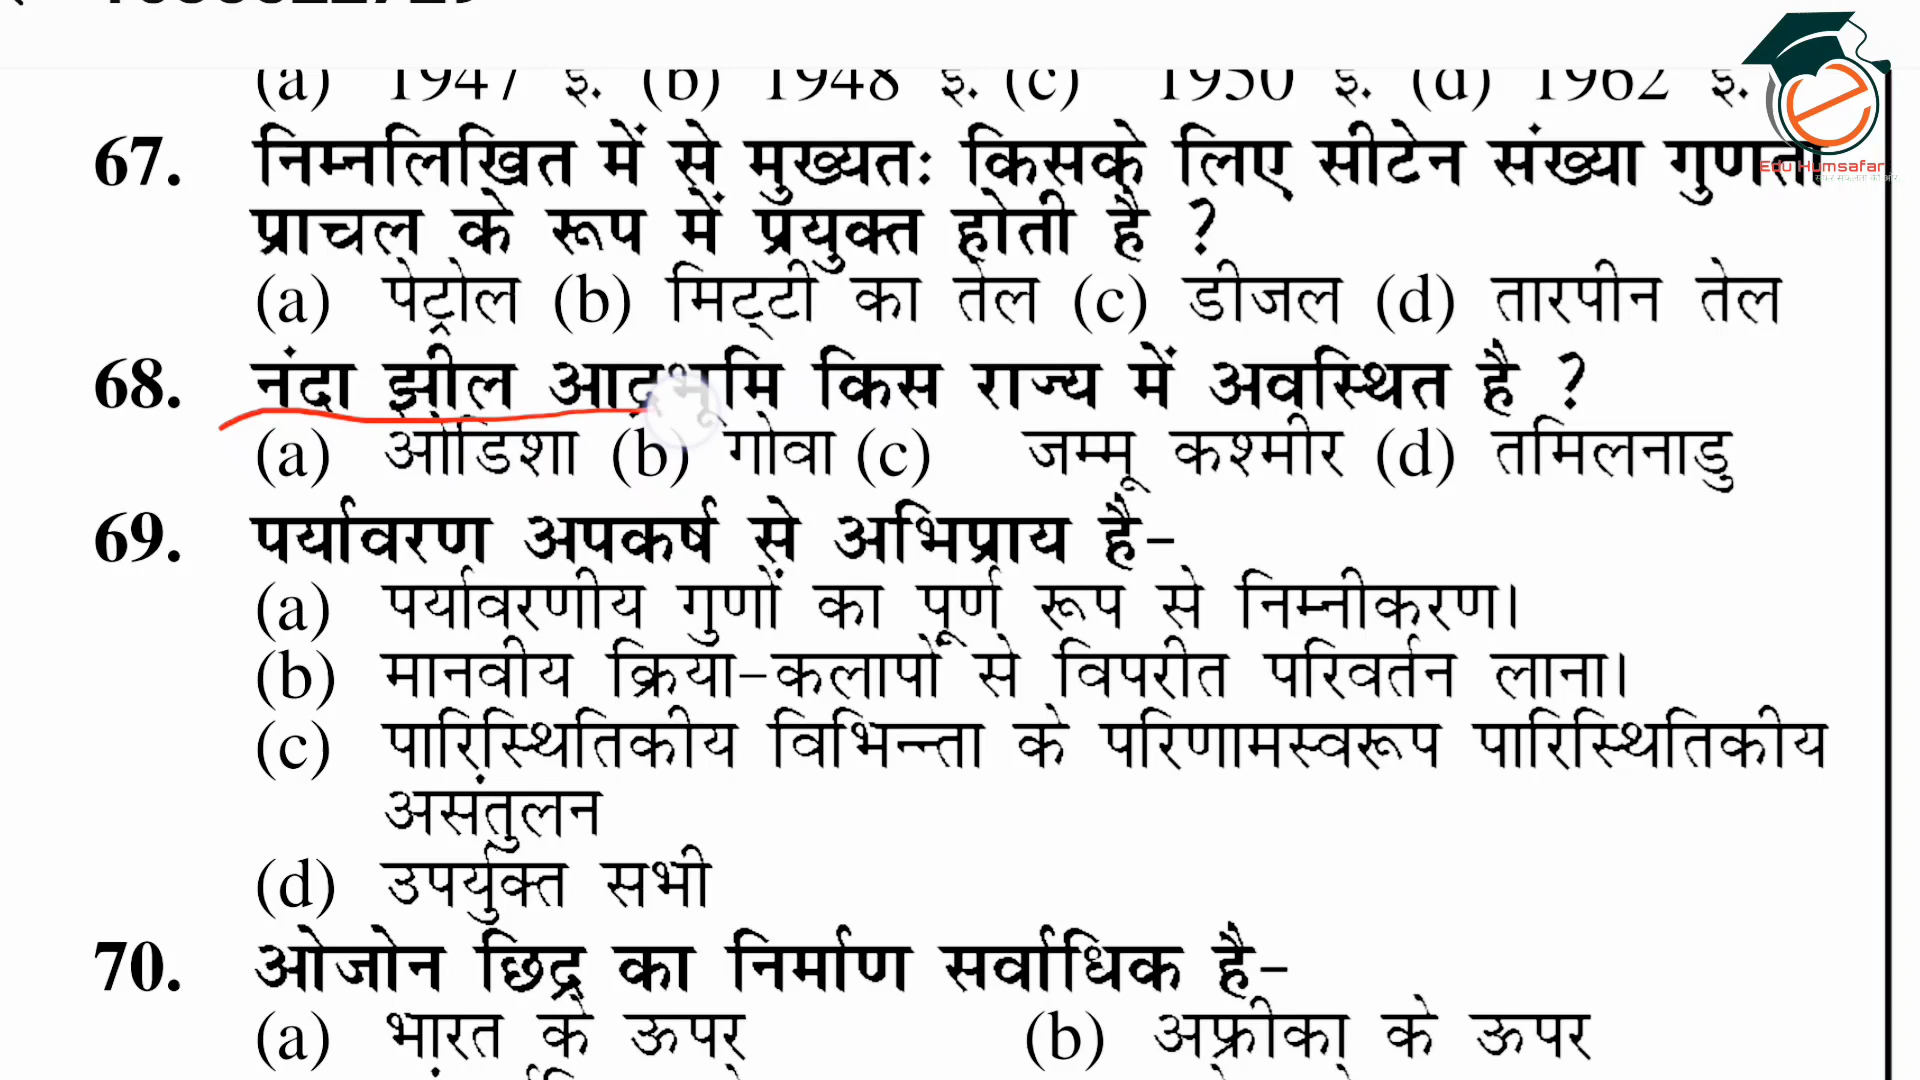 (a) 1947 इ. (b) 1948 इ. (c) 1950 इ. (d) 1962 इ.
Edu Humsafar
67. निम्नलिखित में से मुख्यतः किसके लिए सीटेन संख्या गुणता
प्राचल के रूप में प्रयुक्त होती है ?
(a) पेट्रोल (b) मिट्टी का तेल (c) डीजल (d) तारपीन तेल
68. नंदा झील आर्द्रभूमि किस राज्य में अवस्थित है ?
(a) ओडिशा (b) गोवा (c) जम्मू कश्मीर (d) तमिलनाडु
69. पर्यावरण अपकर्ष से अभिप्राय है-
(a) पर्यावरणीय गुणों का पूर्ण रूप से निम्नीकरण।
(b) मानवीय क्रिया-कलापों से विपरीत परिवर्तन लाना।
(c) पारिस्थितिकीय विभिन्नता के परिणामस्वरूप पारिस्थितिकीय
असंतुलन
(d) उपर्युक्त सभी
70. ओजोन छिद्र का निर्माण सर्वाधिक है-
(a) भारत के ऊपर (b) अफ्रीका के ऊपर